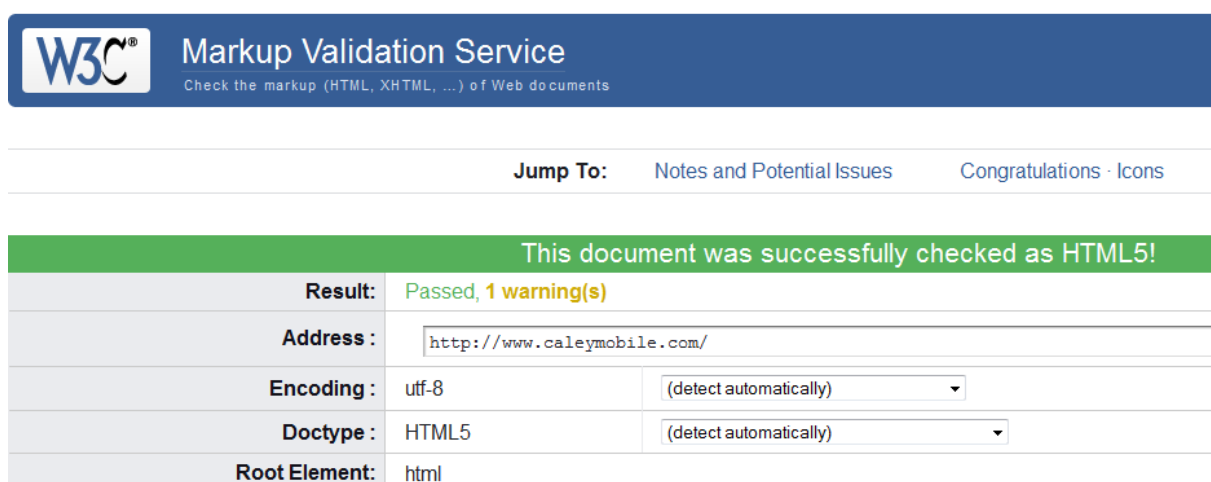 W3C®
Markup Validation Service
Check the markup (HTML, XHTML, ...) of Web documents
Jump To: Notes and Potential Issues Congratulations · Icons
This document was successfully checked as HTML5!
Result: Passed, 1 warning(s)
Address : http://www.caleymobile.com/
Encoding : utf-8 (detect automatically)
Doctype : HTML5 (detect automatically)
Root Element: html